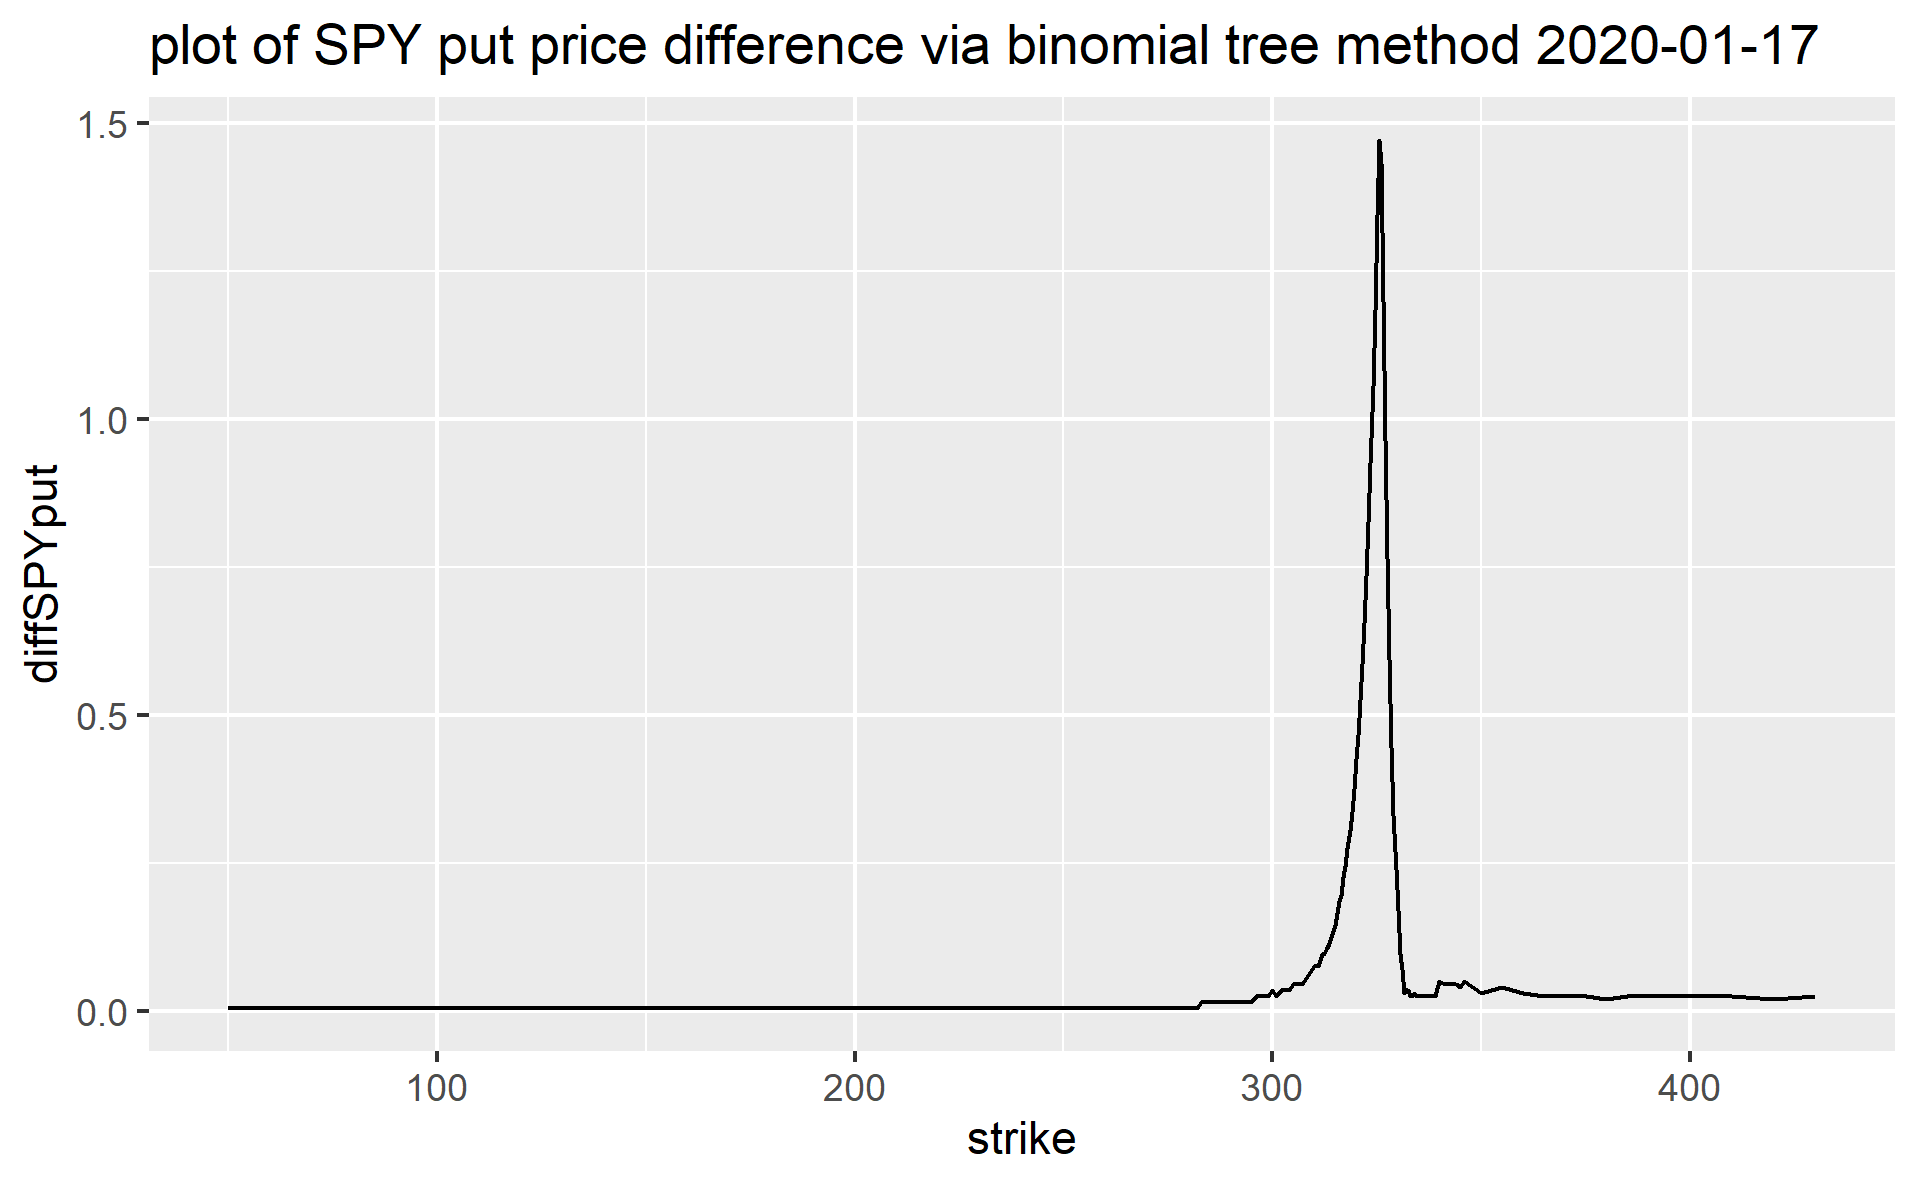 plot of SPY put price difference via binomial tree method 2020-01-17
1.5
1.0
0.5
0.0
diffSPYput
100 200 300 400
strike